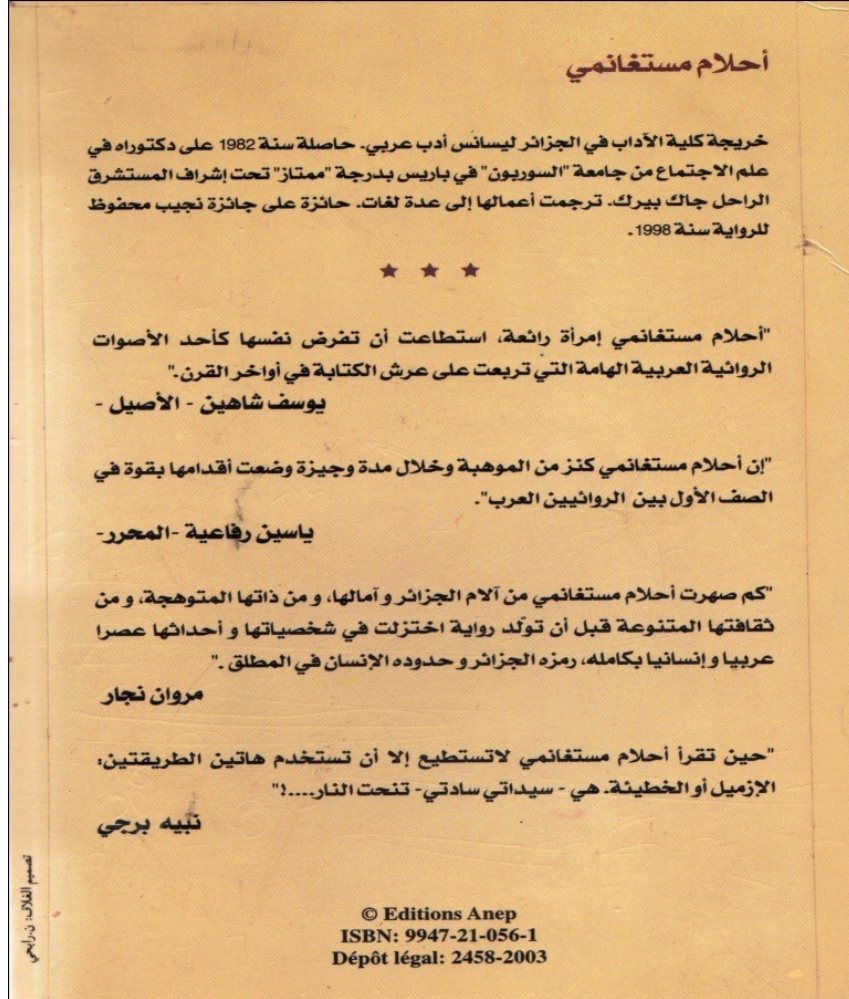 أحلام مستغانمي
خريجة كلية الآداب في الجزائر ليسانس أدب عربي. حاصلة سنة 1982 على دكتوراه في
علم الاجتماع من جامعة "السوربون" في باريس بدرجة "ممتاز" تحت إشراف المستشرق
الراحل جاك بيرك. ترجمت أعمالها إلى عدة لغات. حائزة على جائزة نجيب محفوظ
للرواية سنة 1998.
★ ★ ★
"أحلام مستغانمي إمرأة رائعة، استطاعت أن تفرض نفسها كأحد الأصوات
الروائية العربية الهامة التي تربعت على عرش الكتابة في أواخر القرن."
يوسف شاهين - الأصيل -
"إن أحلام مستغانمي كنز من الموهبة وخلال مدة وجيزة وضعت أقدامها بقوة في
الصف الأول بين الروائيين العرب".
ياسين رفاعية -المحرر-
"كم صهرت أحلام مستغانمي من آلام الجزائر و آمالها، و من ذاتها المتوهجة، و من
ثقافتها المتنوعة قبل أن تولّد رواية اختزلت في شخصياتها و أحداثها عصرا
عربيا و إنسانيا بكامله، رمزه الجزائر و حدوده الإنسان في المطلق ."
مروان نجار
"حين تقرأ أحلام مستغانمي لاتستطيع إلا أن تستخدم هاتين الطريقتين:
الإزميل أو الخطيئة. هي - سيداتي سادتي- تنحت النار....!"
نبيه برجي
تصميم الغلاف: ن.رابحي
© Editions Anep
ISBN: 9947-21-056-1
Dépôt légal: 2458-2003